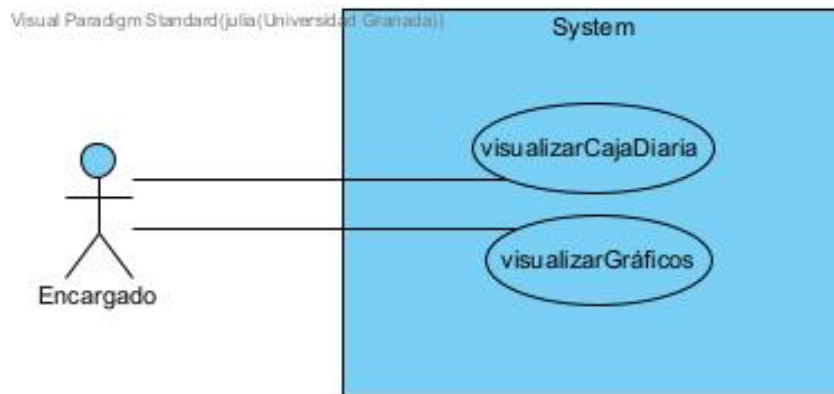 Visual Paradigm Standard(julia(Universidad Granada))
System
visualizarCajaDiaria
visualizarGráficos
Encargado